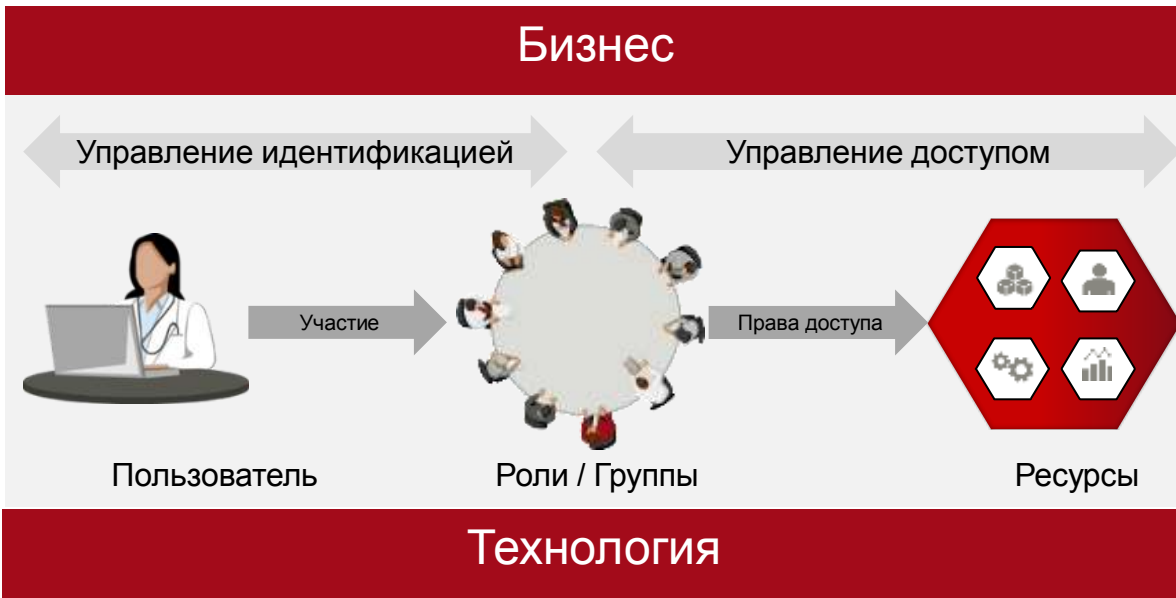 Бизнес
Управление идентификацией
Управление доступом
Участие
Права доступа
Пользователь
Роли / Группы
Ресурсы
Технология